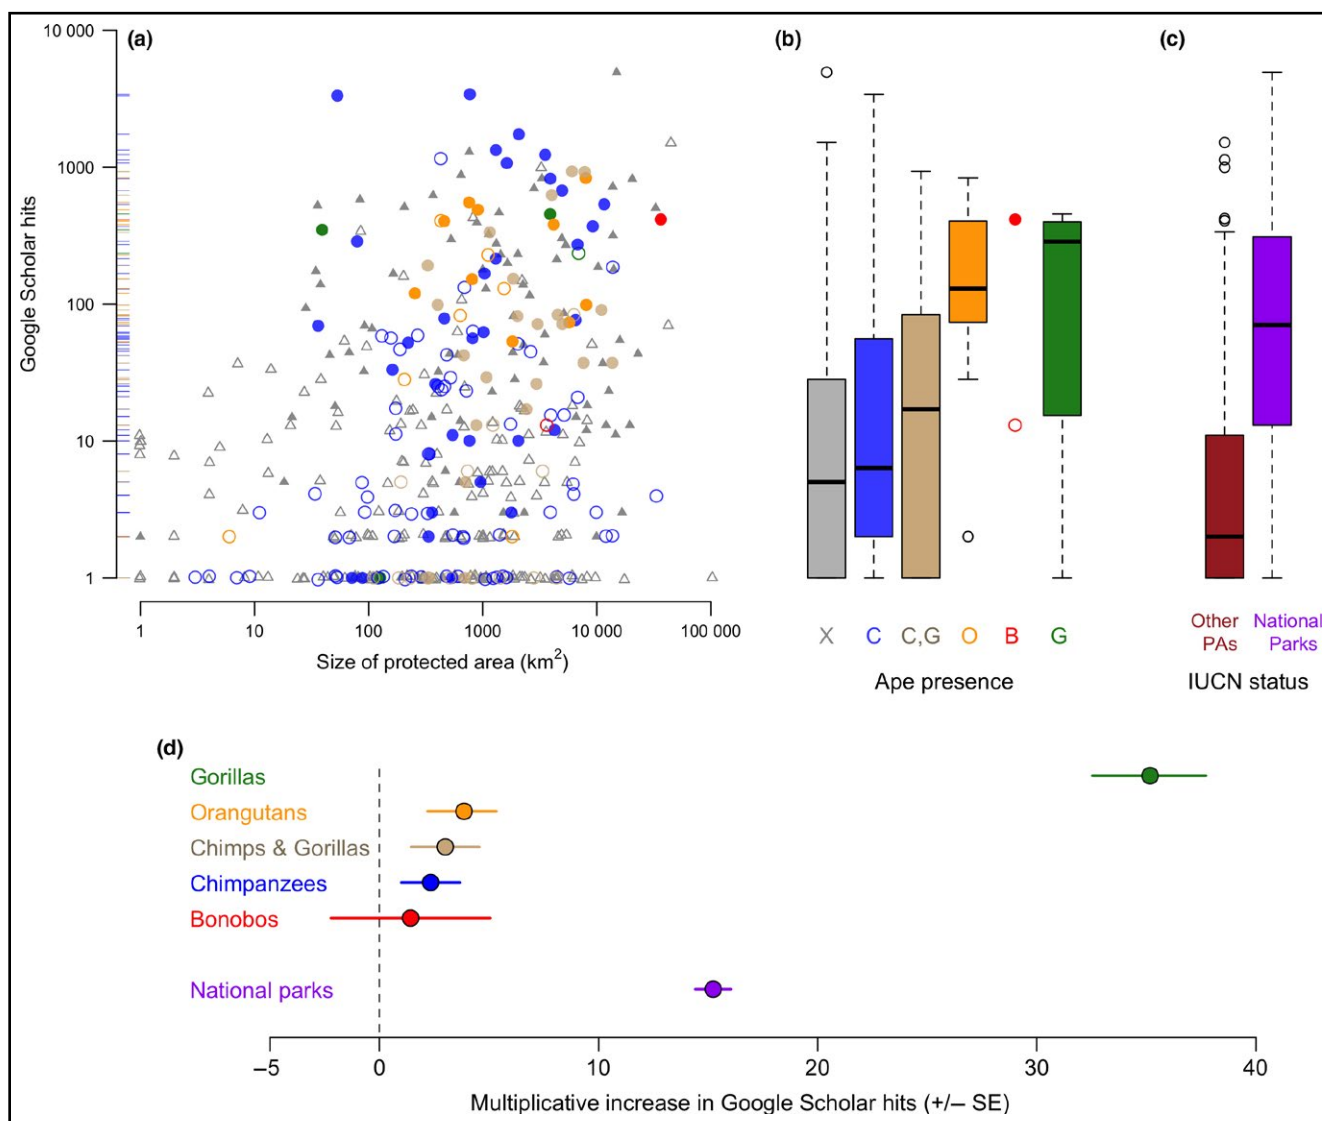 (a)
(b)
(c)
Google Scholar hits
10 000
1000
100
10
1
1 10 100 1000 10 000 100 000
Size of protected area (km²)
X C C,G O B G
Ape presence
Other PAs
National Parks
IUCN status
(d)
Gorillas
Orangutans
Chimps & Gorillas
Chimpanzees
Bonobos
National parks
–5 0 10 20 30 40
Multiplicative increase in Google Scholar hits (+/– SE)